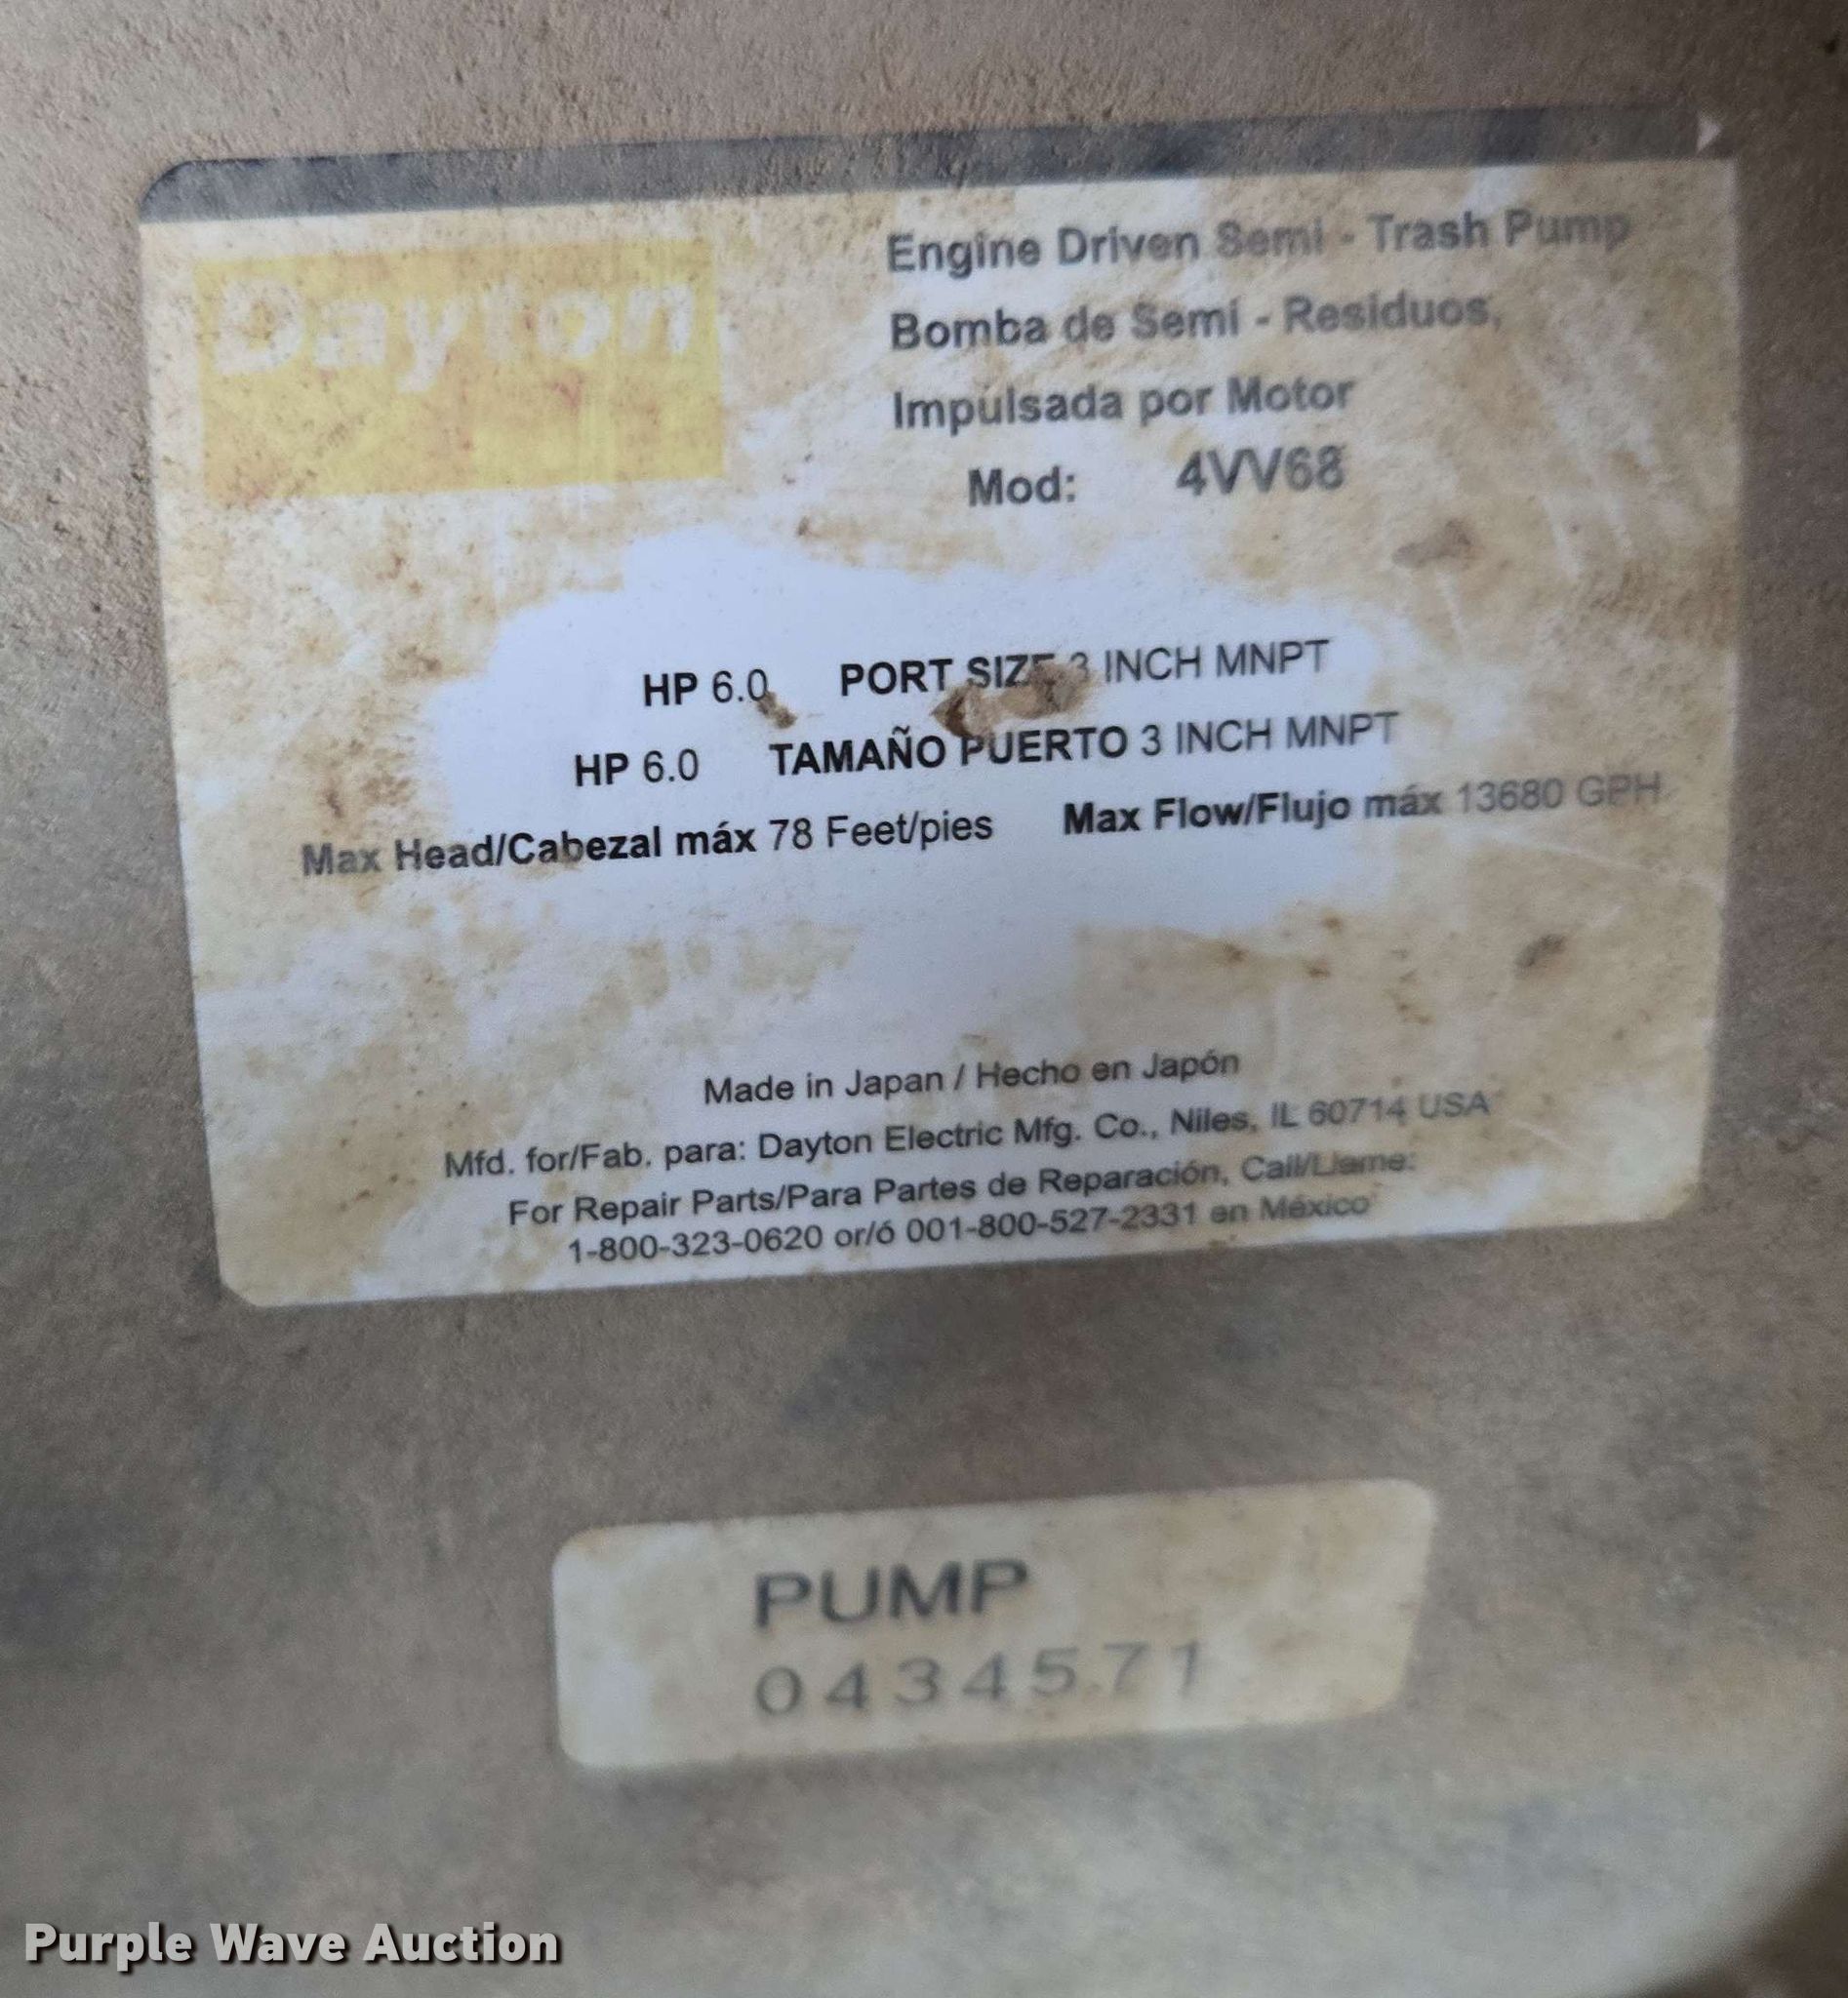 Dayton
Engine Driven Semi - Trash Pump
Bomba de Semi - Residuos,
Impulsada por Motor
Mod: 4VV68
HP 6.0 PORT SIZE 3 INCH MNPT
HP 6.0 TAMAÑO PUERTO 3 INCH MNPT
Max Head/Cabezal máx 78 Feet/pies Max Flow/Flujo máx 13680 GPH
Made in Japan / Hecho en Japón
Mfd. for/Fab. para: Dayton Electric Mfg. Co., Niles, IL 60714 USA
For Repair Parts/Para Partes de Reparación, Call/Llame:
1-800-323-0620 or/ó 001-800-527-2331 en México
PUMP
0434571
Purple Wave Auction